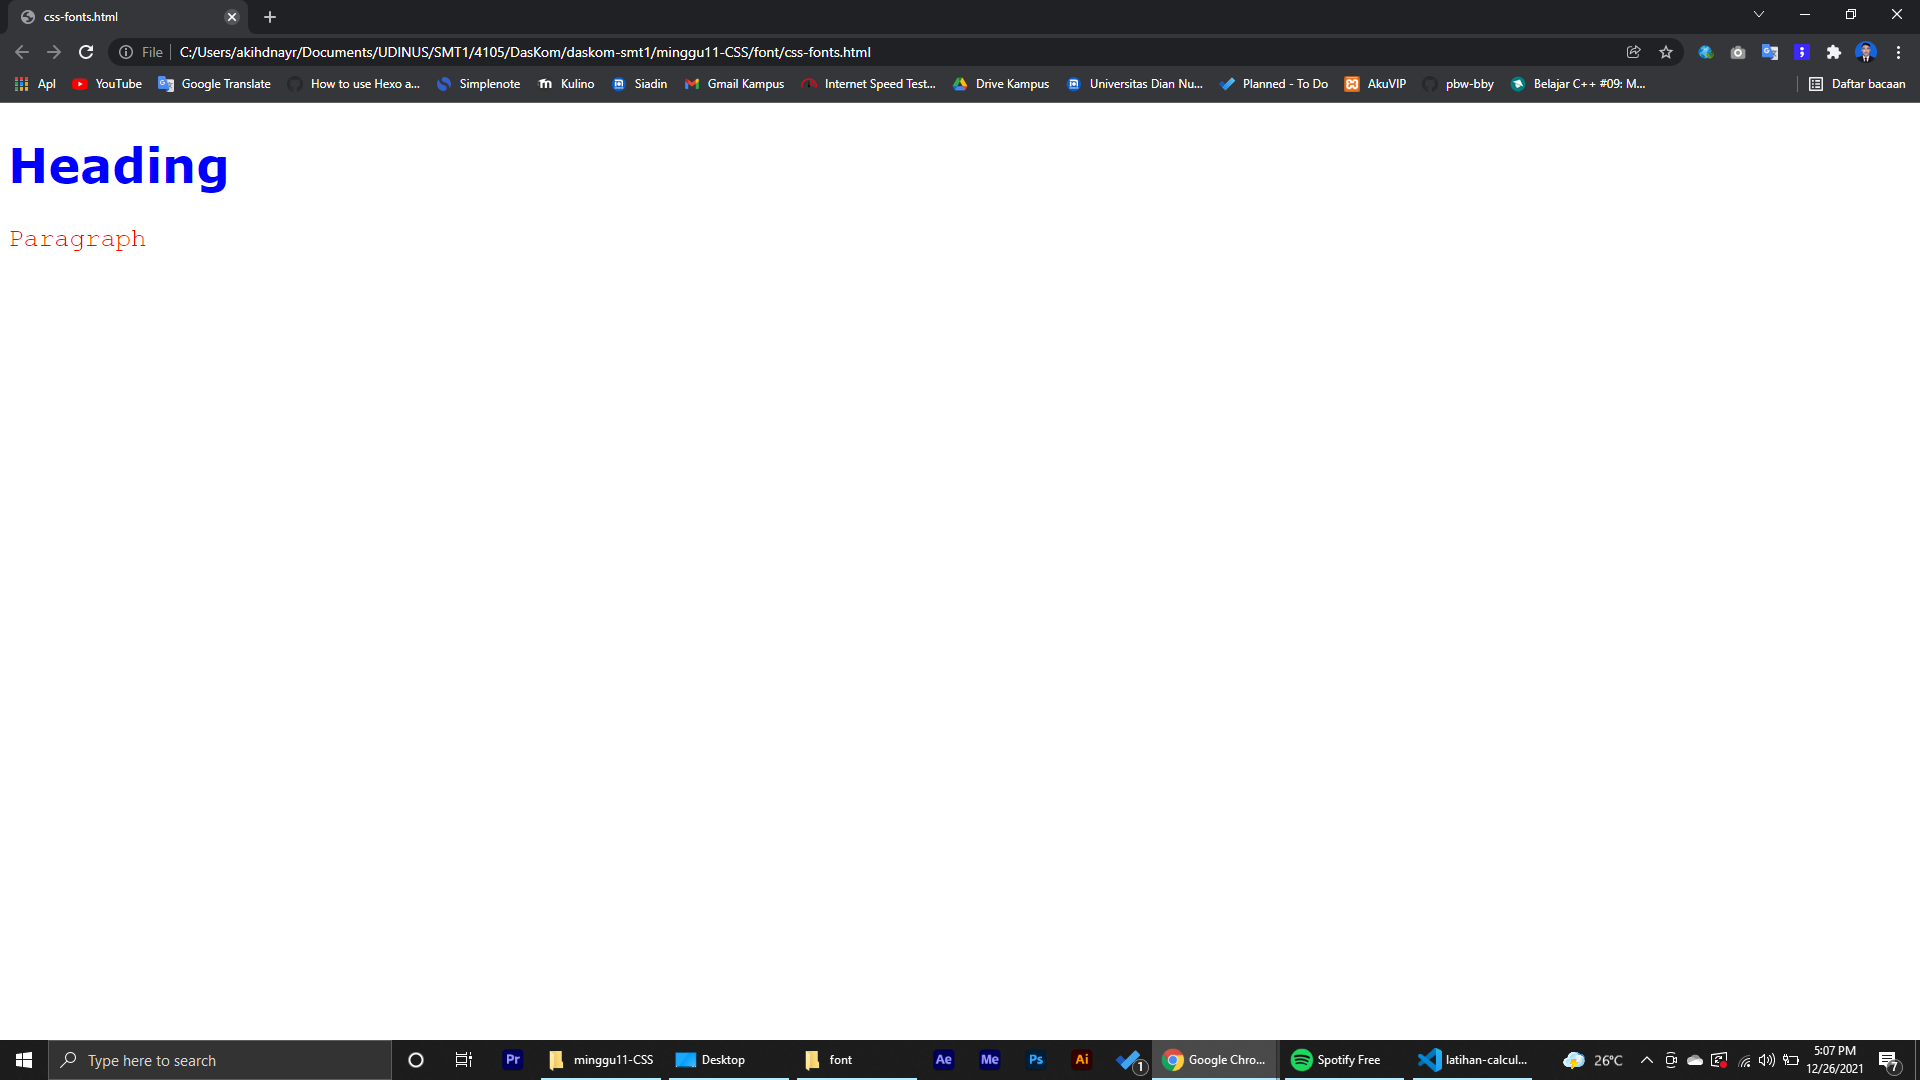 css-fonts.html
File C:/Users/akihdnayr/Documents/UDINUS/SMT1/4105/DasKom/daskom-smt1/minggu11-CSS/font/css-fonts.html
Apl YouTube Google Translate How to use Hexo a... Simplenote Kulino Siadin Gmail Kampus Internet Speed Test... Drive Kampus Universitas Dian Nu... Planned - To Do AkuVIP pbw-bby Belajar C++ #09: M... Daftar bacaan
Heading
Paragraph
Type here to search Pr minggu11-CSS Desktop font Ae Me Ps Ai 1 Google Chro... Spotify Free latihan-calcul... 26°C 5:07 PM
12/26/2021 7